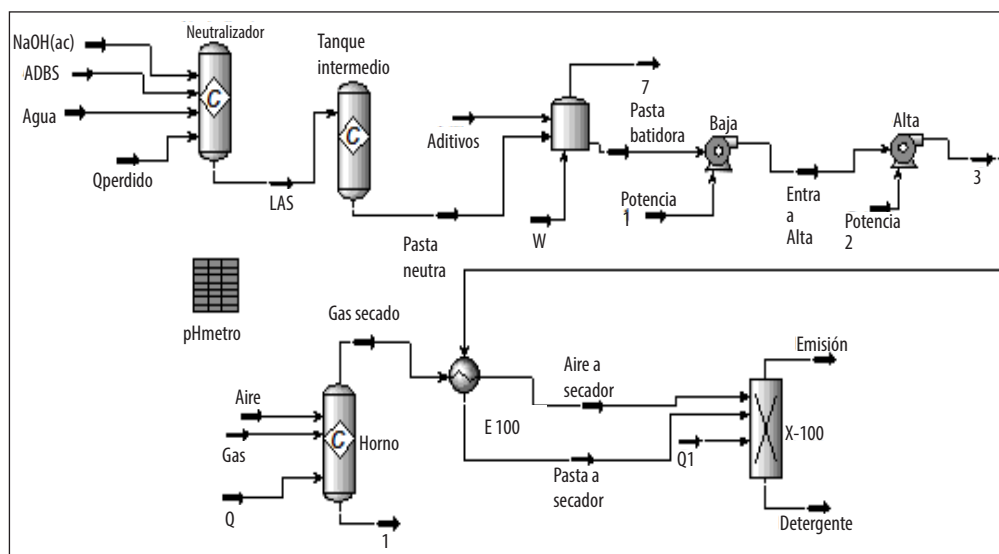 Neutralizador
NaOH(ac)
ADBS
Agua
Qperdido
C
LAS
Tanque
intermedio
C
Pasta
neutra
Aditivos
W
7
Pasta
batidora
Baja
Potencia
1
Entra
a
Alta
Alta
Potencia
2
3
pHmetro
Gas secado
Aire
Gas
Q
C
Horno
1
E 100
Aire a
secador
Pasta a
secador
Q1
Emisión
X-100
Detergente